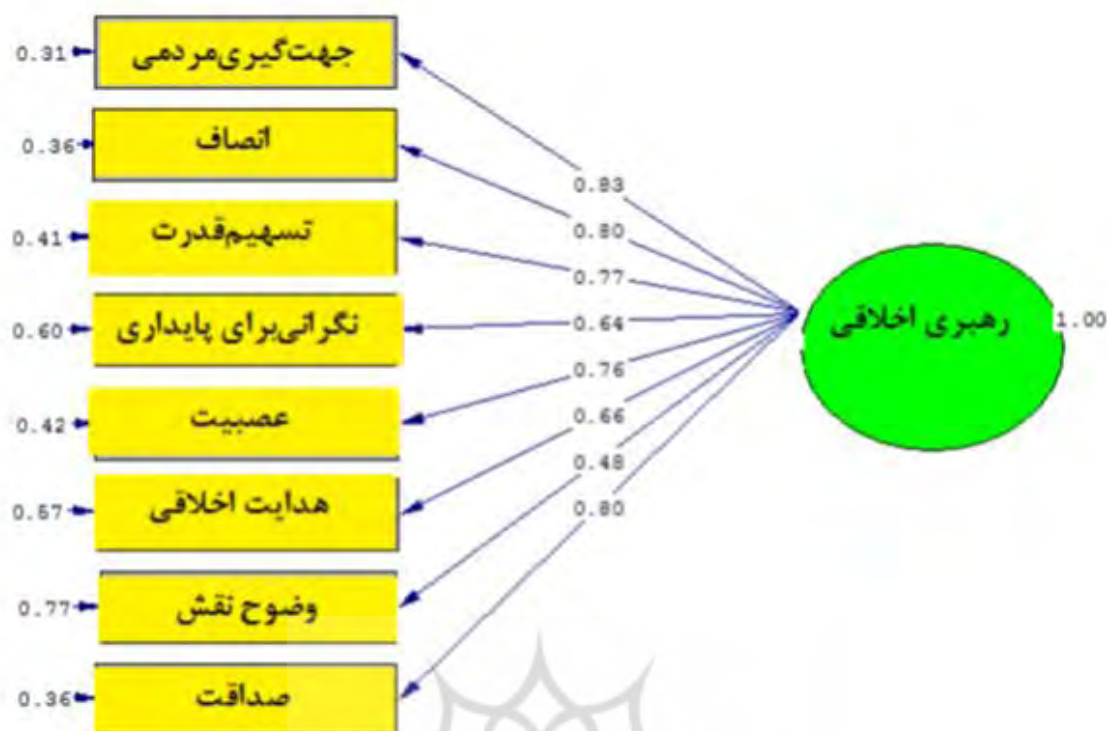 0.31 جهت‌گیری‌مردمی
0.36 انصاف
0.41 تسهیم‌قدرت
0.60 نگرانی‌برای پایداری
0.42 عصبیت
0.57 هدایت اخلاقی
0.77 وضوح نقش
0.36 صداقت
0.83
0.80
0.77
0.64
0.76
0.66
0.48
0.80
رهبری اخلاقی 1.00